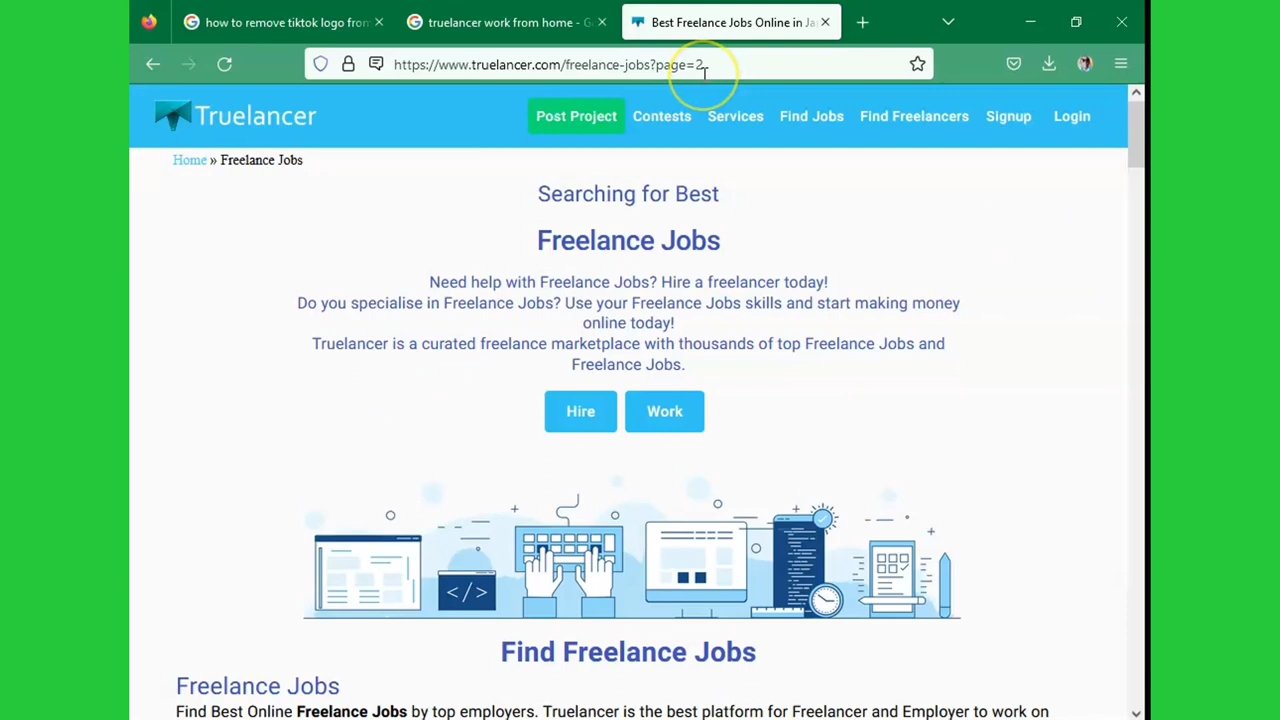 how to remove tiktok logo from
truelancer work from home - G
Best Freelance Jobs Online in Ja
https://www.truelancer.com/freelance-jobs?page=2
Truelancer
Post Project
Contests
Services
Find Jobs
Find Freelancers
Signup
Login
Home » Freelance Jobs
Searching for Best
Freelance Jobs
Need help with Freelance Jobs? Hire a freelancer today!
Do you specialise in Freelance Jobs? Use your Freelance Jobs skills and start making money
online today!
Truelancer is a curated freelance marketplace with thousands of top Freelance Jobs and
Freelance Jobs.
Hire
Work
</>
Find Freelance Jobs
Freelance Jobs
Find Best Online Freelance Jobs by top employers. Truelancer is the best platform for Freelancer and Employer to work on